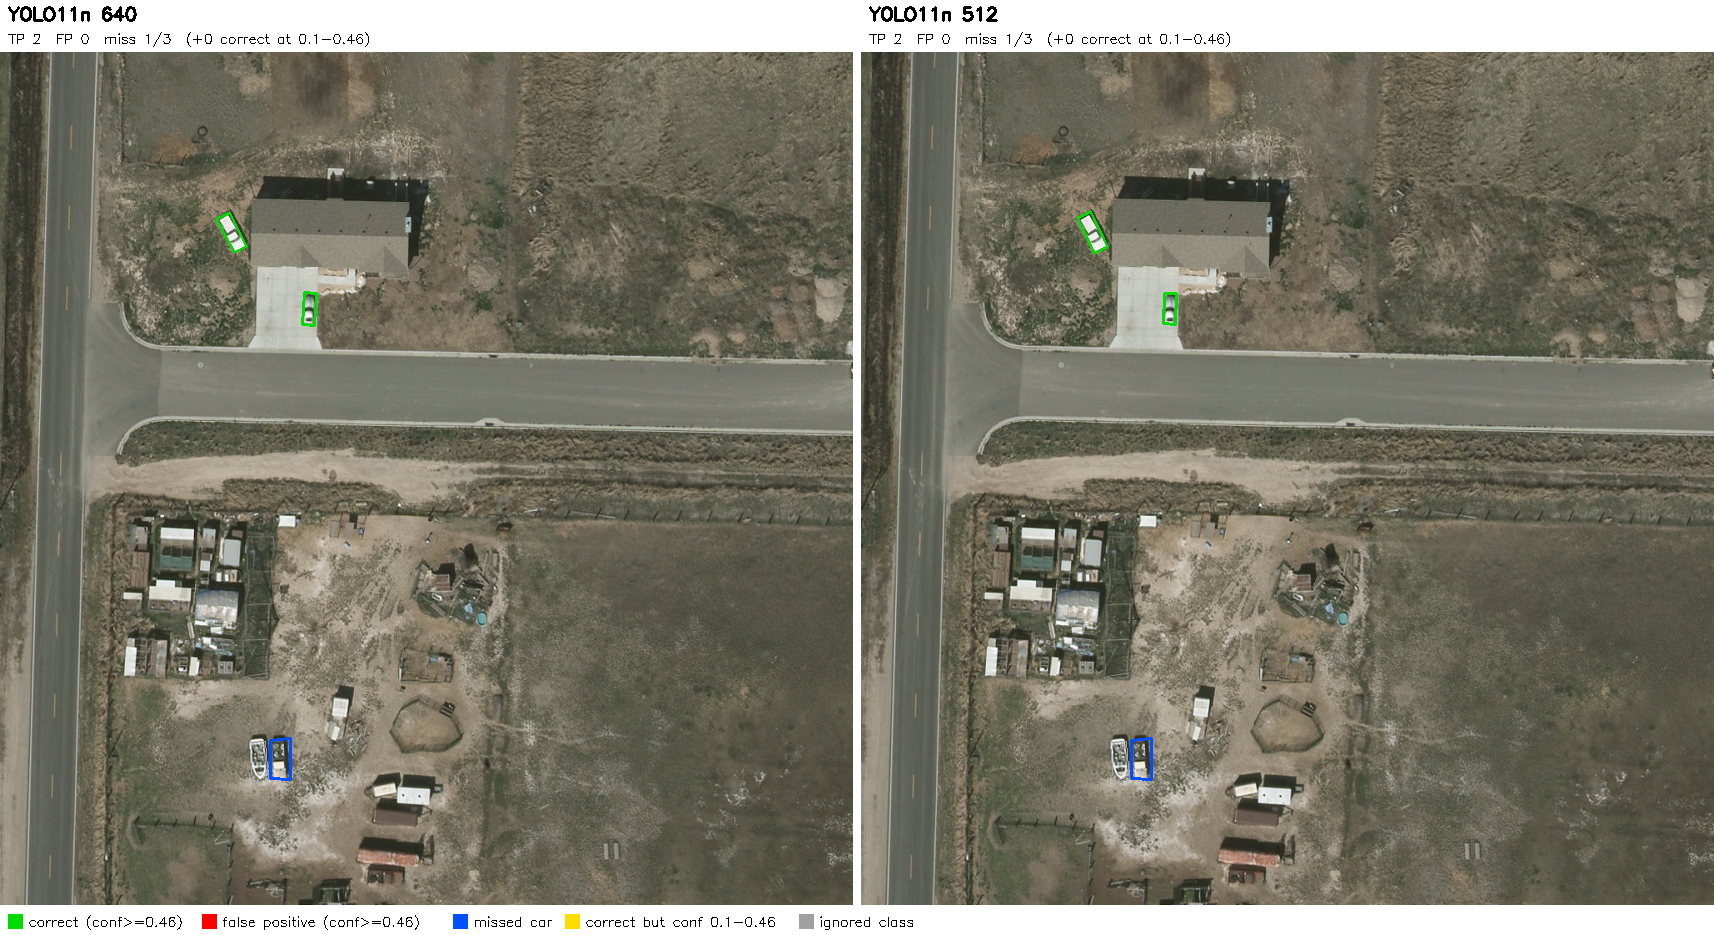 YOLO11n 640
TP 2 FP 0 miss 1/3 (+0 correct at 0.1-0.46)
YOLO11n 512
TP 2 FP 0 miss 1/3 (+0 correct at 0.1-0.46)
correct (conf>=0.46) false positive (conf>=0.46) missed car correct but conf 0.1-0.46 ignored class